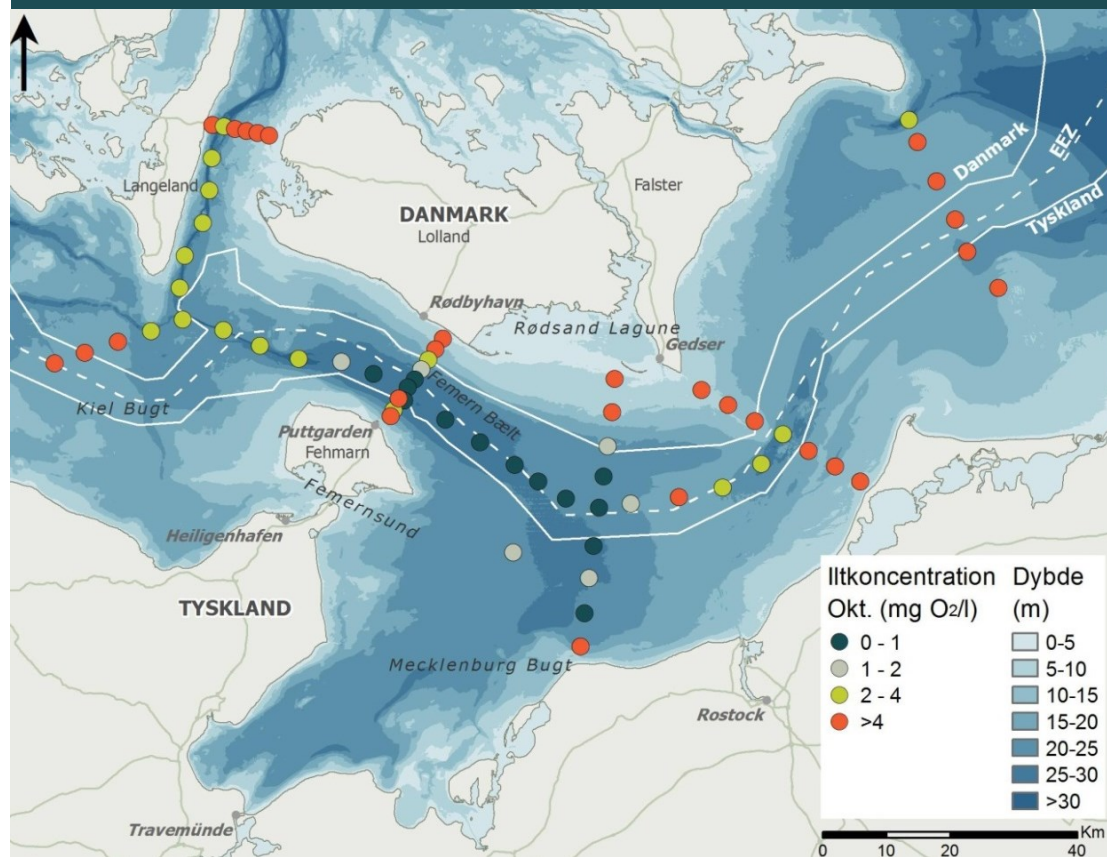 Langeland
Falster
DANMARK
Lolland
Danmark
EEZ
Tyskland
Rødbyhavn
Rødsand Lagune
Gedser
Femern Bælt
Kiel Bugt
Puttgarden
Fehmarn
Femernsund
Heiligenhafen
TYSKLAND
Mecklenburg Bugt
Rostock
Travemünde
Iltkoncentration
Okt. (mg O2/l)
0 - 1
1 - 2
2 - 4
>4
Dybde
(m)
0-5
5-10
10-15
15-20
20-25
25-30
>30
Km
0 10 20 40